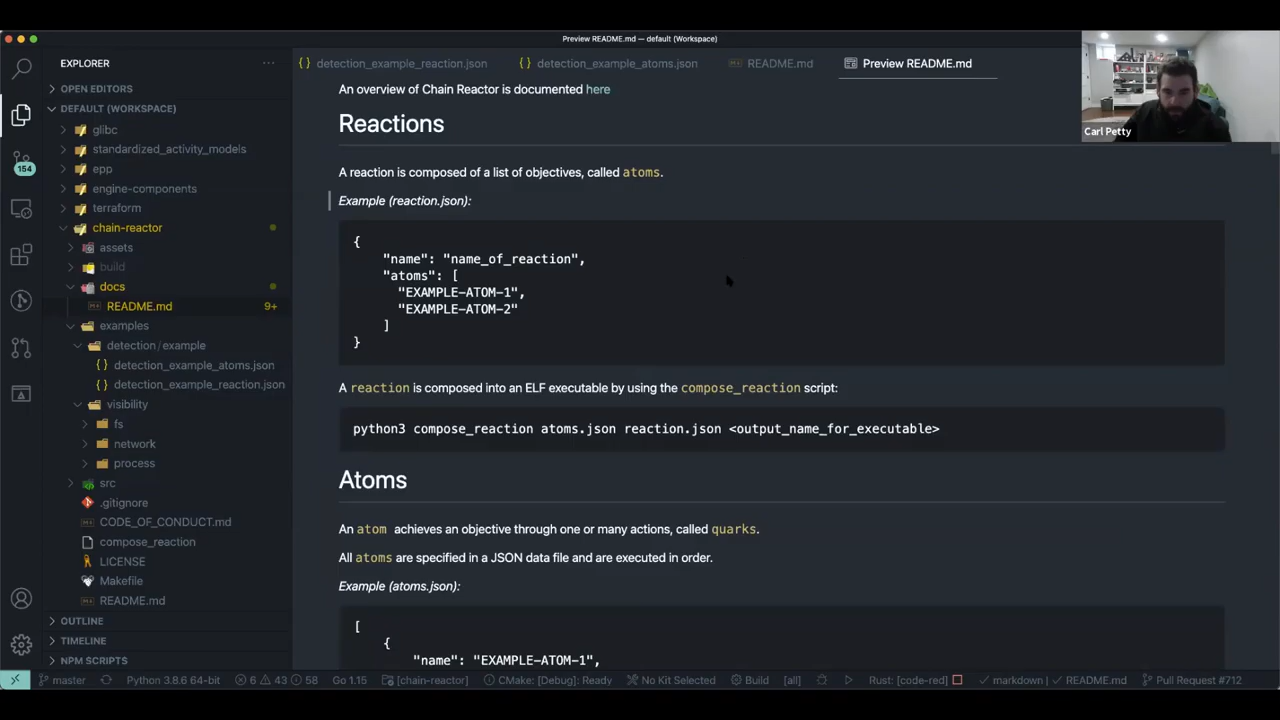 Preview README.md — default (Workspace)
EXPLORER
···
detection_example_reaction.json
detection_example_atoms.json
README.md
Preview README.md
Carl Petty
OPEN EDITORS
DEFAULT (WORKSPACE)
glibc
standardized_activity_models
epp
engine-components
terraform
chain-reactor
assets
build
docs
README.md
9+
examples
detection / example
detection_example_atoms.json
detection_example_reaction.json
visibility
fs
network
process
src
.gitignore
CODE_OF_CONDUCT.md
compose_reaction
LICENSE
Makefile
README.md
OUTLINE
TIMELINE
NPM SCRIPTS
154
An overview of Chain Reactor is documented here
Reactions
A reaction is composed of a list of objectives, called atoms.
Example (reaction.json):
{
"name": "name_of_reaction",
"atoms": [
"EXAMPLE-ATOM-1",
"EXAMPLE-ATOM-2"
]
}
A reaction is composed into an ELF executable by using the compose_reaction script:
python3 compose_reaction atoms.json reaction.json <output_name_for_executable>
Atoms
An atom achieves an objective through one or many actions, called quarks.
All atoms are specified in a JSON data file and are executed in order.
Example (atoms.json):
[
{
"name": "EXAMPLE-ATOM-1",
master Python 3.8.6 64-bit 6 43 58 Go 1.15 [chain-reactor] CMake: [Debug]: Ready No Kit Selected Build [all] Rust: [code-red] markdown | README.md Pull Request #712